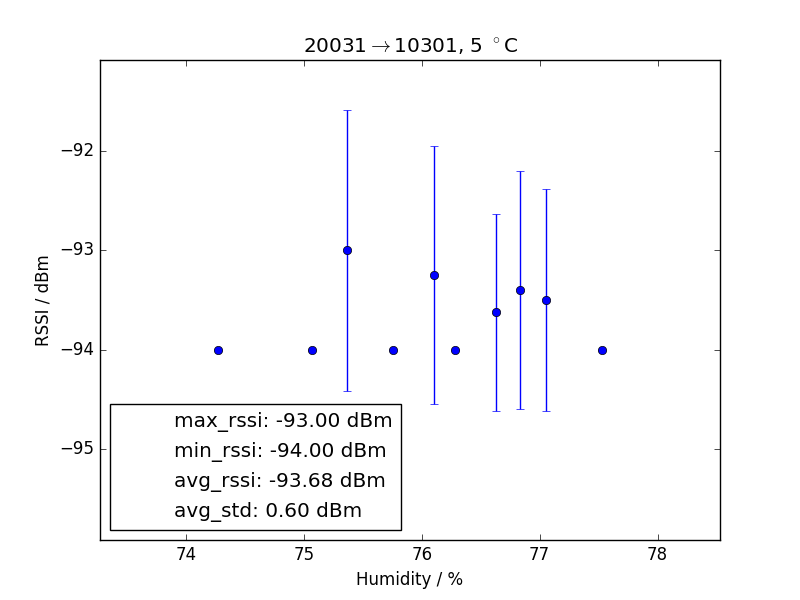 20031→10301, 5 °C
RSSI / dBm
−92
−93
−94
−95
max_rssi: -93.00 dBm
min_rssi: -94.00 dBm
avg_rssi: -93.68 dBm
avg_std: 0.60 dBm
74 75 76 77 78
Humidity / %